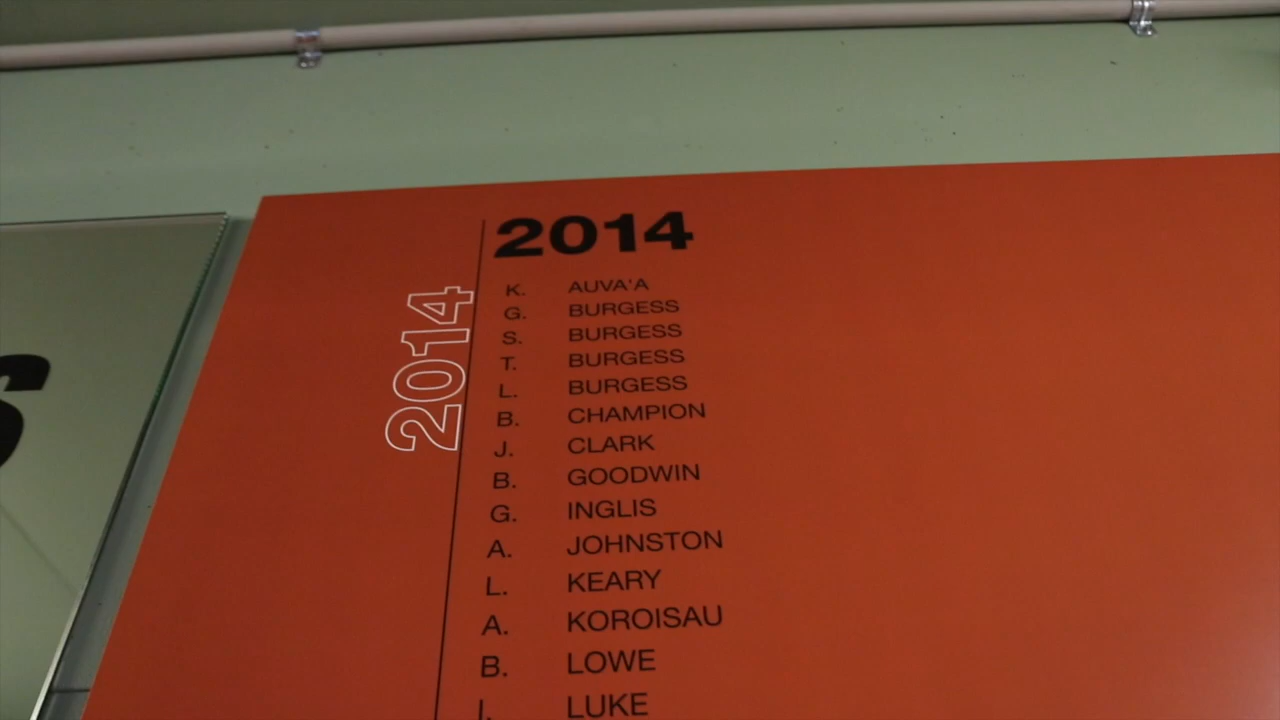 2014
2014
K. AUVA'A
G. BURGESS
S. BURGESS
T. BURGESS
L. BURGESS
B. CHAMPION
J. CLARK
B. GOODWIN
G. INGLIS
A. JOHNSTON
L. KEARY
A. KOROISAU
B. LOWE
LUKE